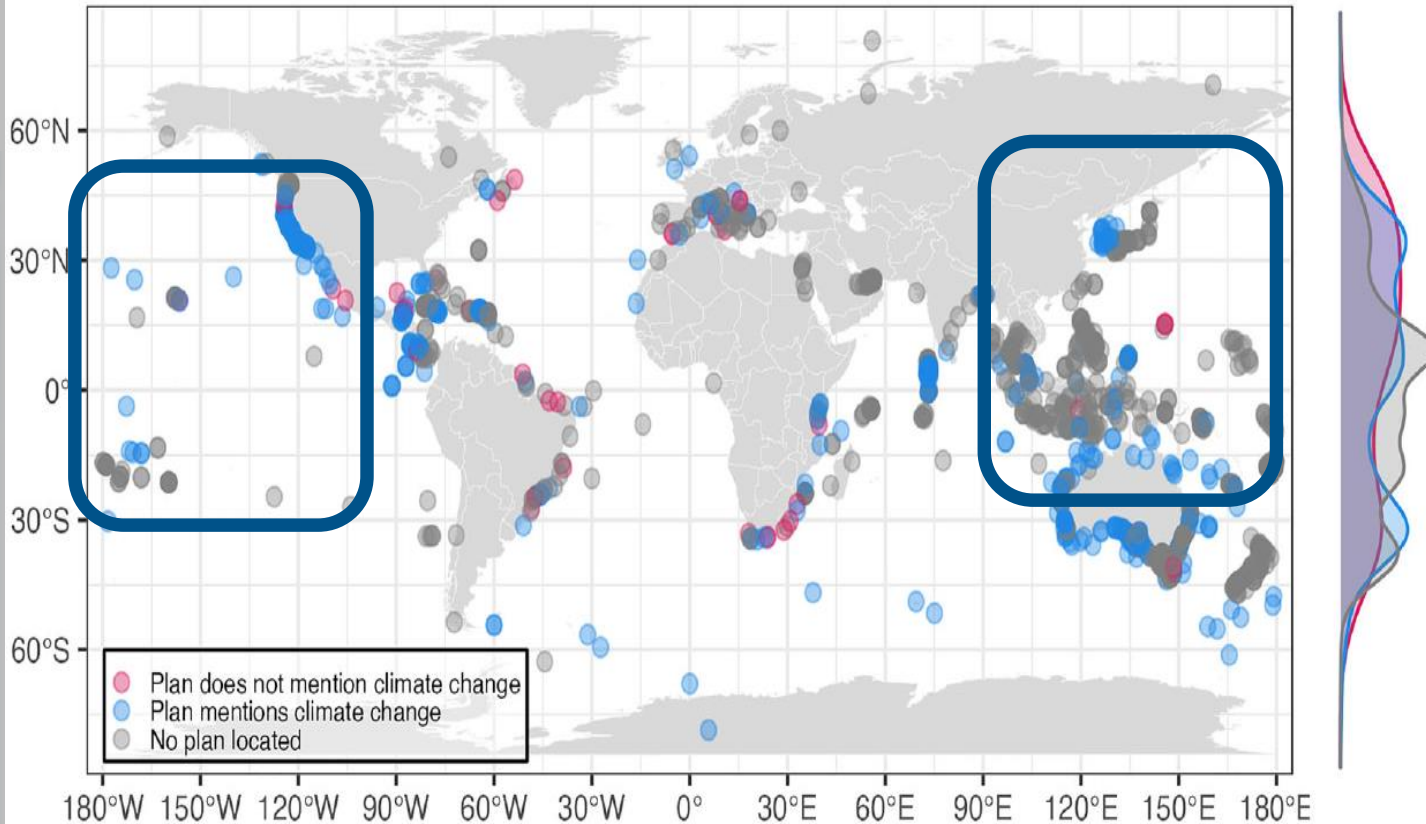 60°N
30°N
0°
30°S
60°S
Plan does not mention climate change
Plan mentions climate change
No plan located
180°W 150°W 120°W 90°W 60°W 30°W 0° 30°E 60°E 90°E 120°E 150°E 180°E